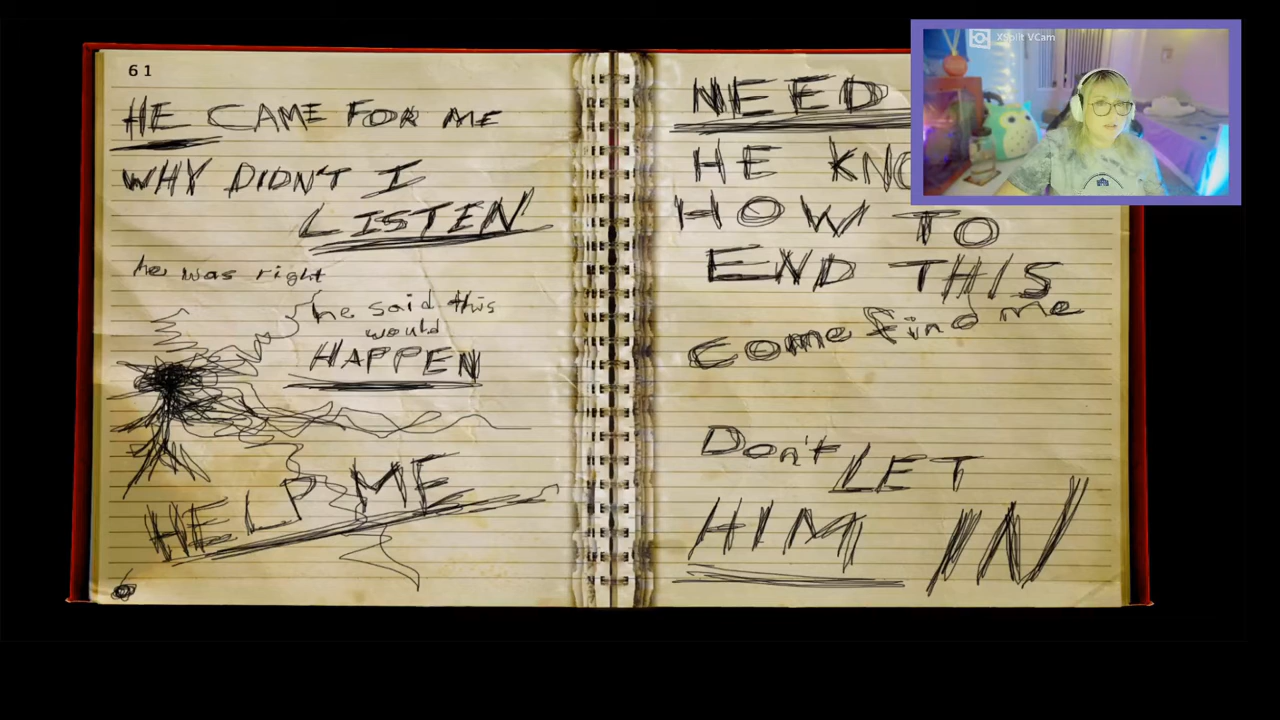 61
HE CAME FOR ME
WHY DIDN'T I
LISTEN
he was right
he said this
would
HAPPEN
HELP ME
NEED
HE
HOW TO
END THIS
come find me
Don't LET
HIM IN
XSplit VCam